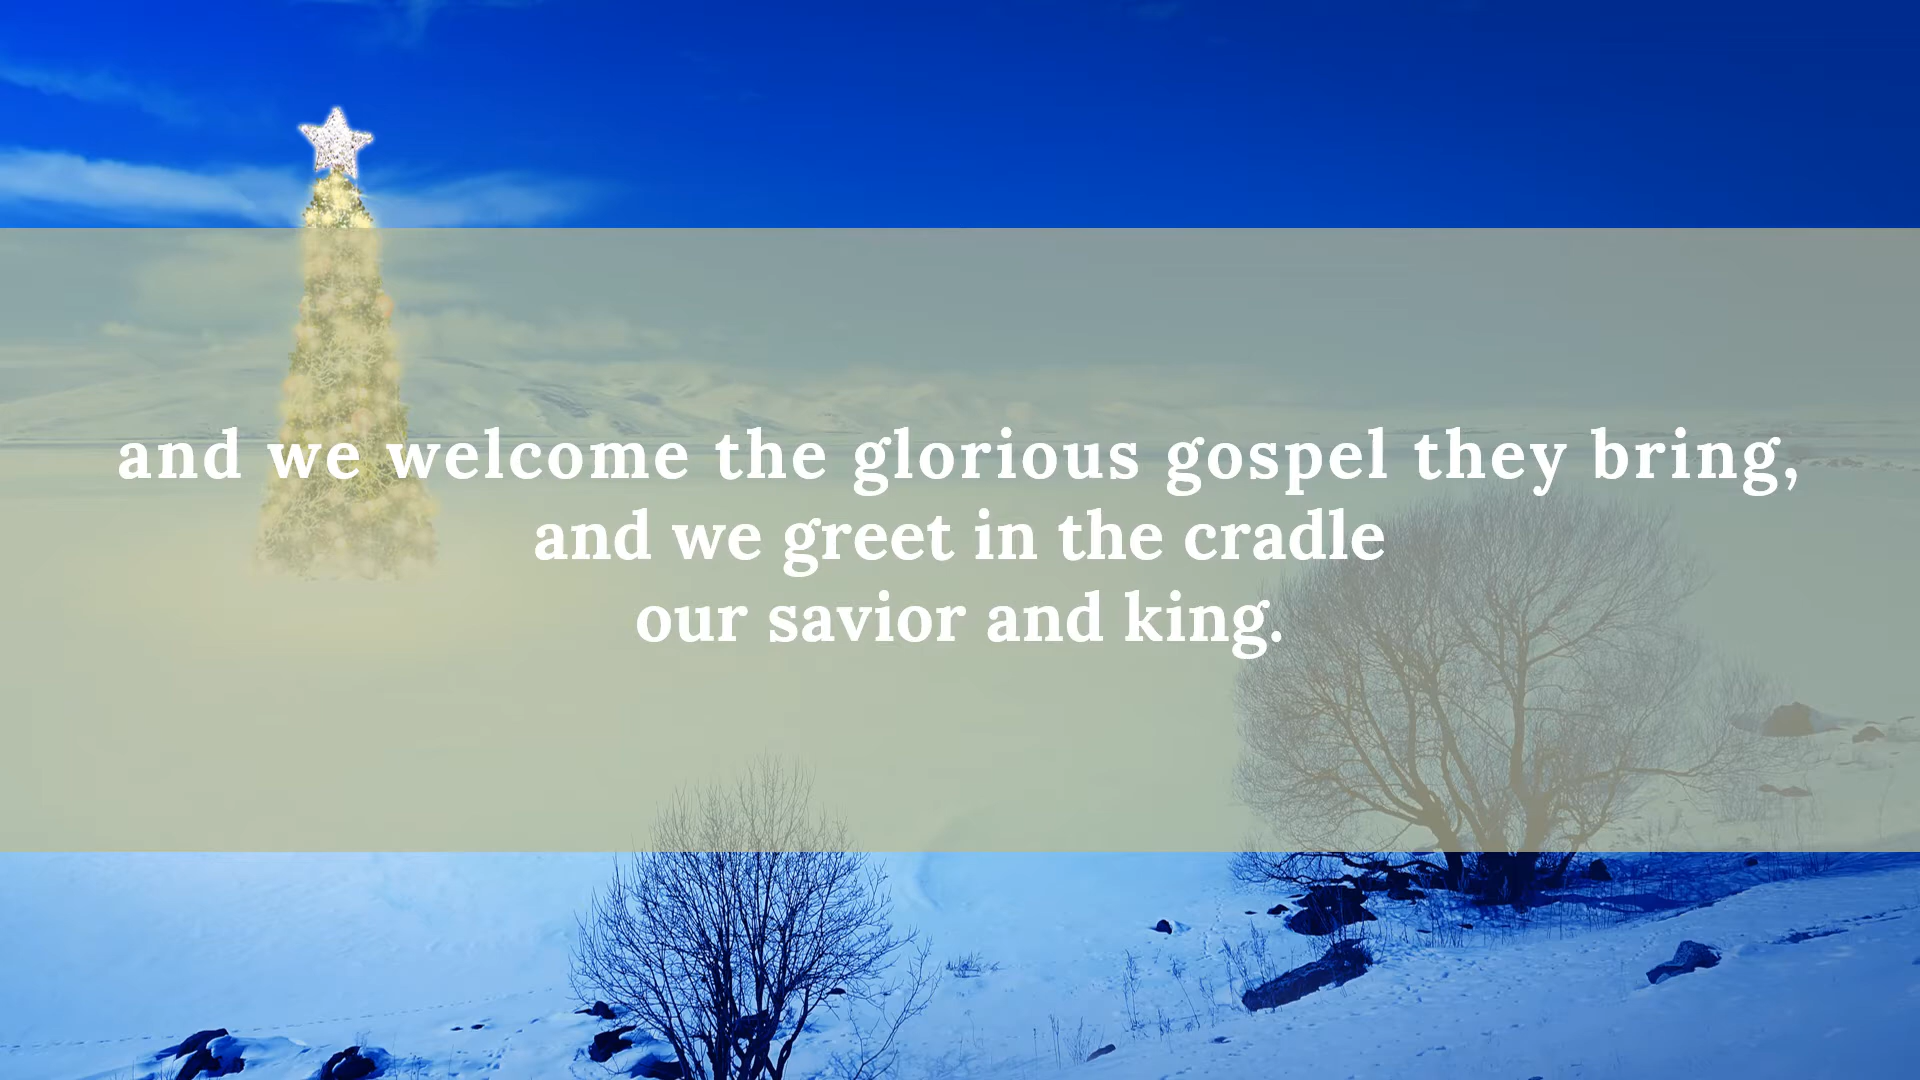 and we welcome the glorious gospel they bring,
and we greet in the cradle
our savior and king.